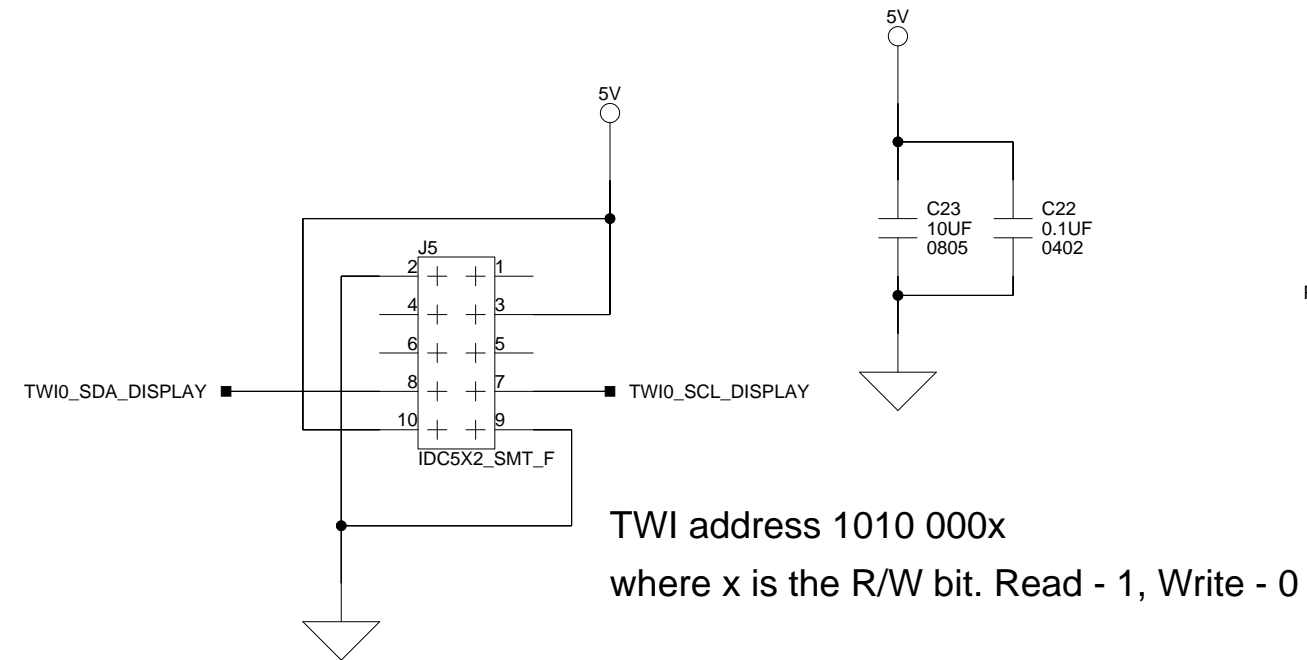 5V
5V
C23
10UF
0805
C22
0.1UF
0402
J5
2
1
4
3
6
5
TWI0_SDA_DISPLAY
8
7
TWI0_SCL_DISPLAY
10
9
IDC5X2_SMT_F
TWI address 1010 000x
where x is the R/W bit. Read - 1, Write - 0